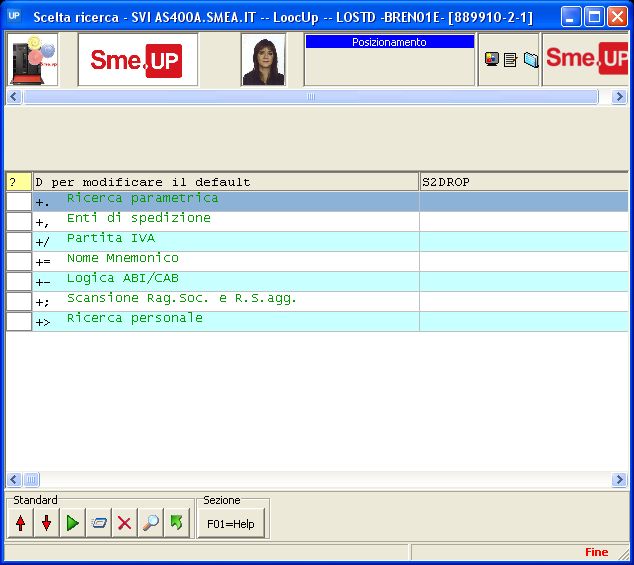 UP Scelta ricerca - SVI AS400A.SMEA.IT -- LoocUp -- LOSTD -BREN01E- [889910-2-1]
Sme.UP
Posizionamento
Sme.UP
? D per modificare il default S2DROP
+. Ricerca parametrica
+, Enti di spedizione
+/ Partita IVA
+= Nome Mnemonico
+- Logica ABI/CAB
+; Scansione Rag.Soc. e R.S.agg.
+> Ricerca personale
Standard Sezione
F01=Help
Fine